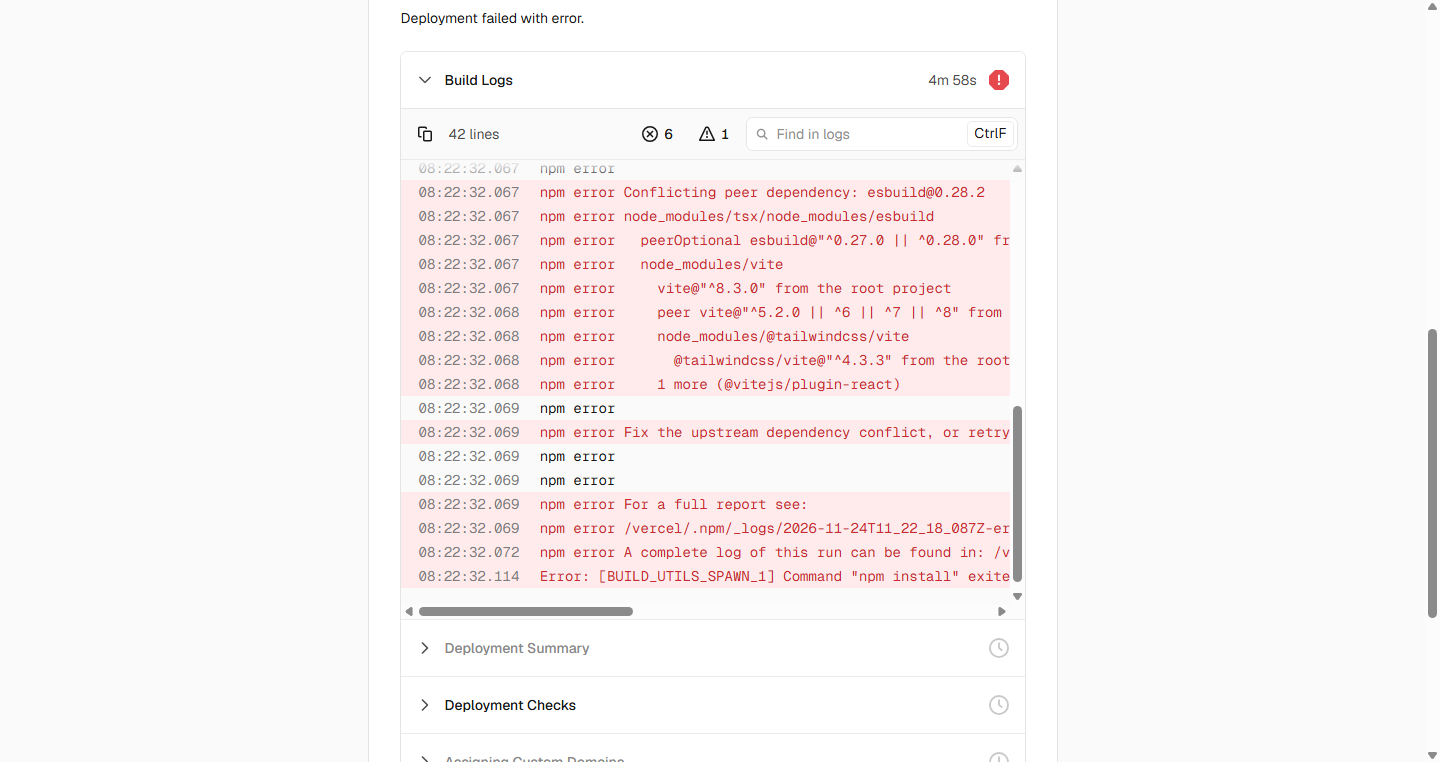 Deployment failed with error.
Build Logs
4m 58s
42 lines
6
1
Find in logs
CtrlF
08:22:32.067 npm error
08:22:32.067 npm error Conflicting peer dependency: esbuild@0.28.2
08:22:32.067 npm error node_modules/tsx/node_modules/esbuild
08:22:32.067 npm error   peerOptional esbuild@"^0.27.0 || ^0.28.0" fr
08:22:32.067 npm error   node_modules/vite
08:22:32.067 npm error     vite@"^8.3.0" from the root project
08:22:32.068 npm error     peer vite@"^5.2.0 || ^6 || ^7 || ^8" from
08:22:32.068 npm error     node_modules/@tailwindcss/vite
08:22:32.068 npm error       @tailwindcss/vite@"^4.3.3" from the root
08:22:32.068 npm error     1 more (@vitejs/plugin-react)
08:22:32.069 npm error
08:22:32.069 npm error Fix the upstream dependency conflict, or retry
08:22:32.069 npm error
08:22:32.069 npm error
08:22:32.069 npm error For a full report see:
08:22:32.069 npm error /vercel/.npm/_logs/2026-11-24T11_22_18_087Z-er
08:22:32.072 npm error A complete log of this run can be found in: /v
08:22:32.114 Error: [BUILD_UTILS_SPAWN_1] Command "npm install" exite
Deployment Summary
Deployment Checks
Assigning Custom Domains